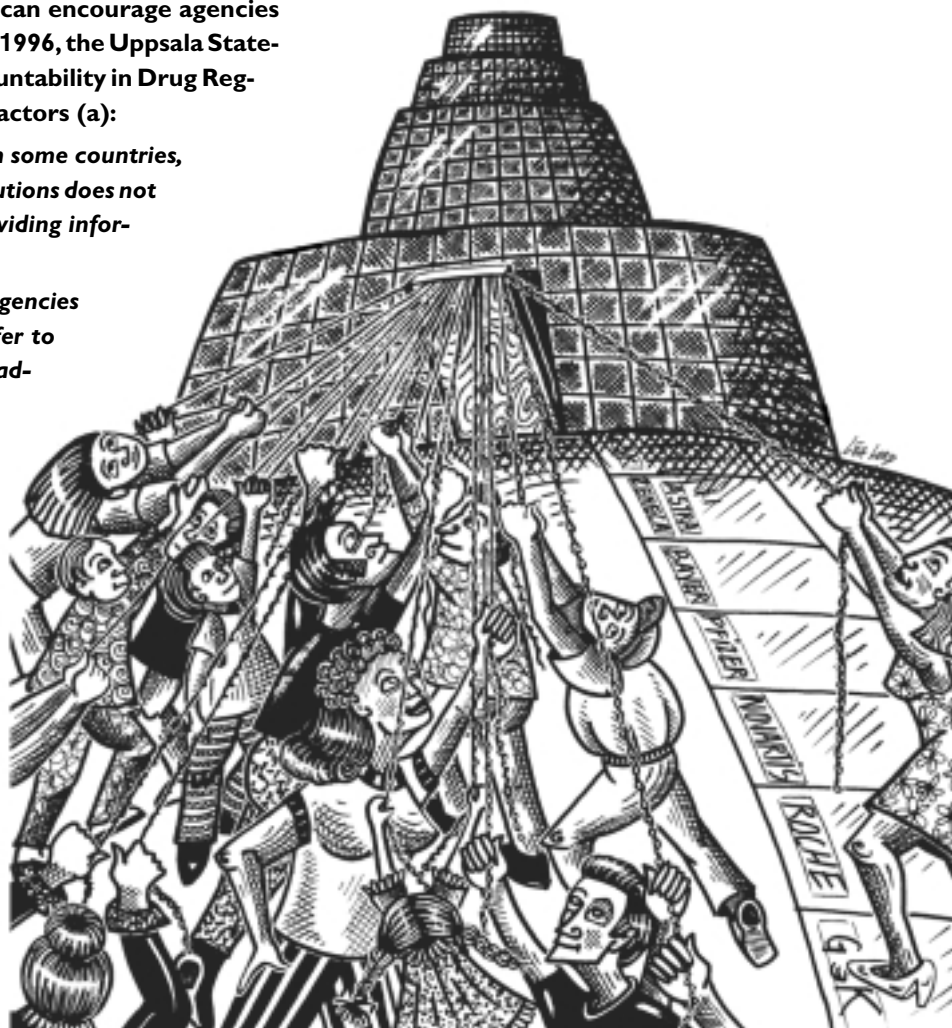 can encourage agencies
1996, the Uppsala State-
untability in Drug Reg-
actors (a):
n some countries,
utions does not
viding infor-
gencies
fer to
ad-
ASTRA
ZENECA
BAYER
PFIZER
NOVARTIS
ROCHE
GSK